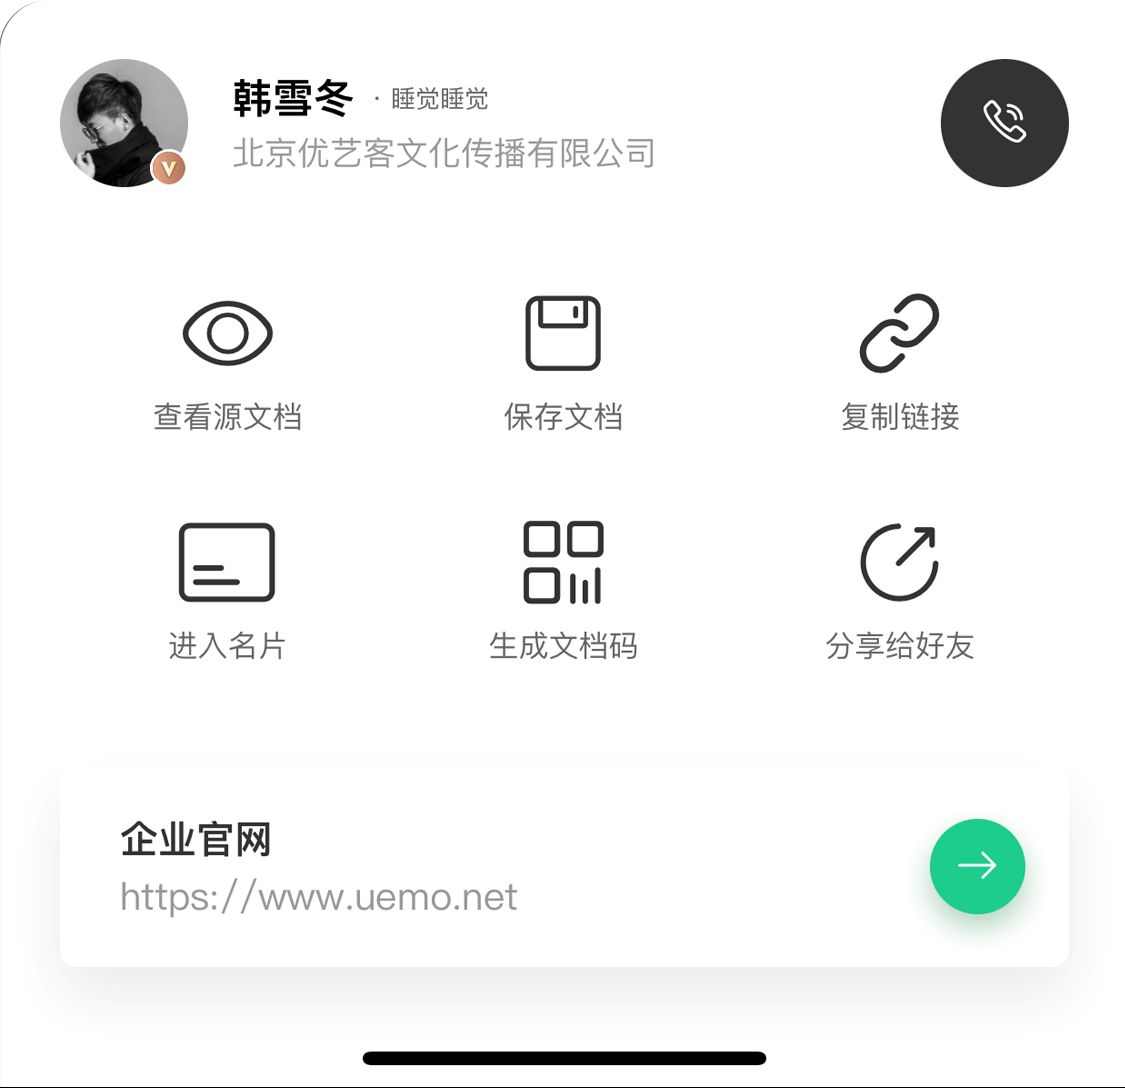 韩雪冬 · 睡觉睡觉
北京优艺客文化传播有限公司
V
查看源文档 保存文档 复制链接
进入名片 生成文档码 分享给好友
企业官网
https://www.uemo.net